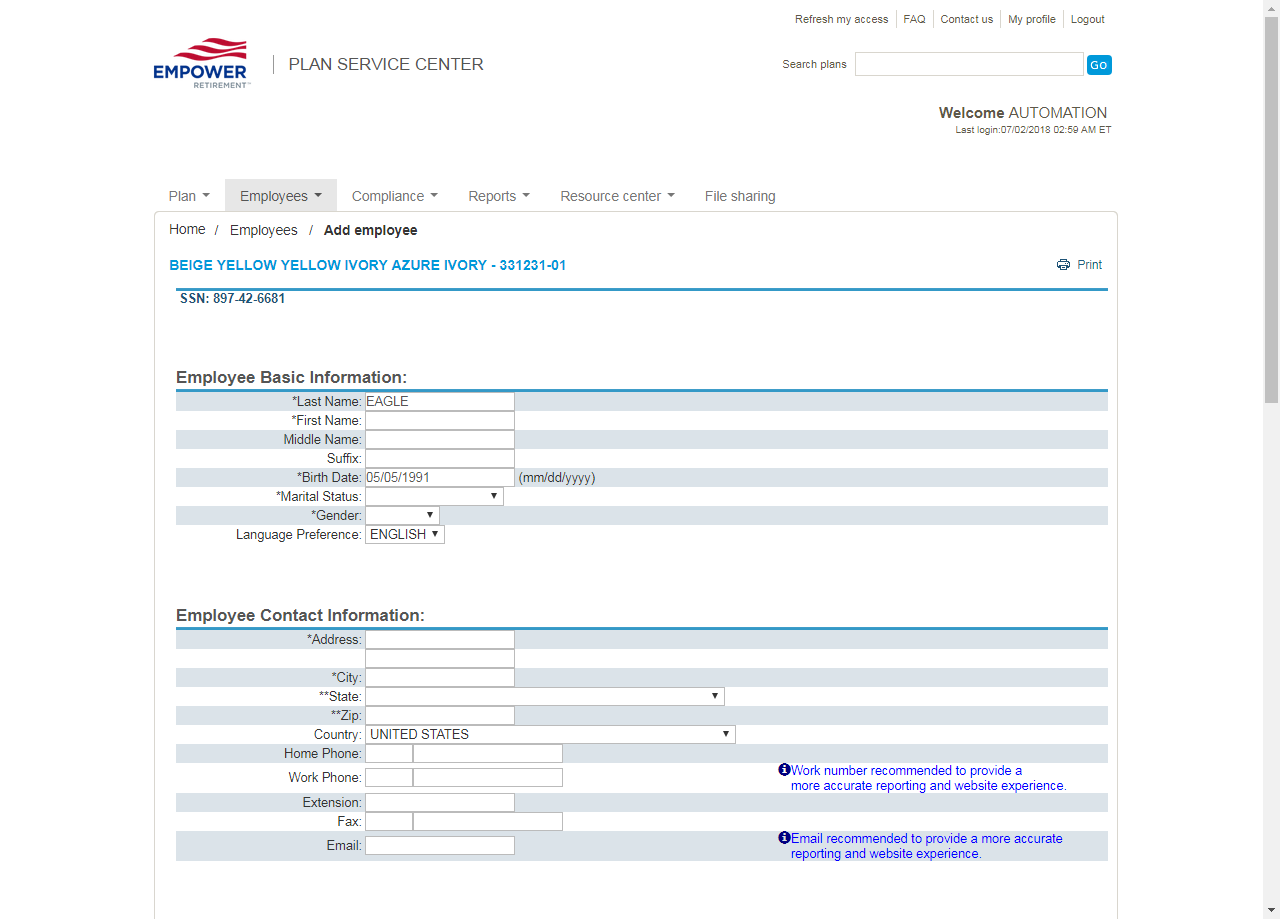 Refresh my access FAQ Contact us My profile Logout
EMPOWER
RETIREMENT™
PLAN SERVICE CENTER
Search plans Go
Welcome AUTOMATION
Last login:07/02/2018 02:59 AM ET
Plan Employees Compliance Reports Resource center File sharing
Home / Employees / Add employee
BEIGE YELLOW YELLOW IVORY AZURE IVORY - 331231-01 Print
SSN: 897-42-6681
Employee Basic Information:
*Last Name: EAGLE
*First Name:
Middle Name:
Suffix:
*Birth Date: 05/05/1991 (mm/dd/yyyy)
*Marital Status:
*Gender:
Language Preference: ENGLISH
Employee Contact Information:
*Address:
*City:
**State:
**Zip:
Country: UNITED STATES
Home Phone:
Work Phone: Work number recommended to provide a
more accurate reporting and website experience.
Extension:
Fax:
Email: Email recommended to provide a more accurate
reporting and website experience.